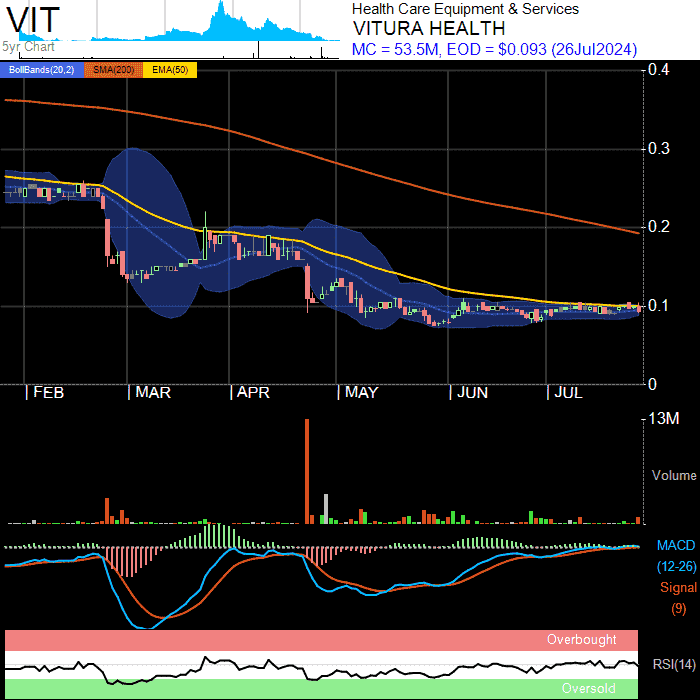 VIT
5yr Chart
Health Care Equipment & Services
VITURA HEALTH
MC = 53.5M, EOD = $0.093 (26Jul2024)
BollBands(20,2) SMA(200) EMA(50)
0.4
0.3
0.2
0.1
0
FEB MAR APR MAY JUN JUL
13M
Volume
MACD
(12-26)
Signal
(9)
Overbought
RSI(14)
Oversold